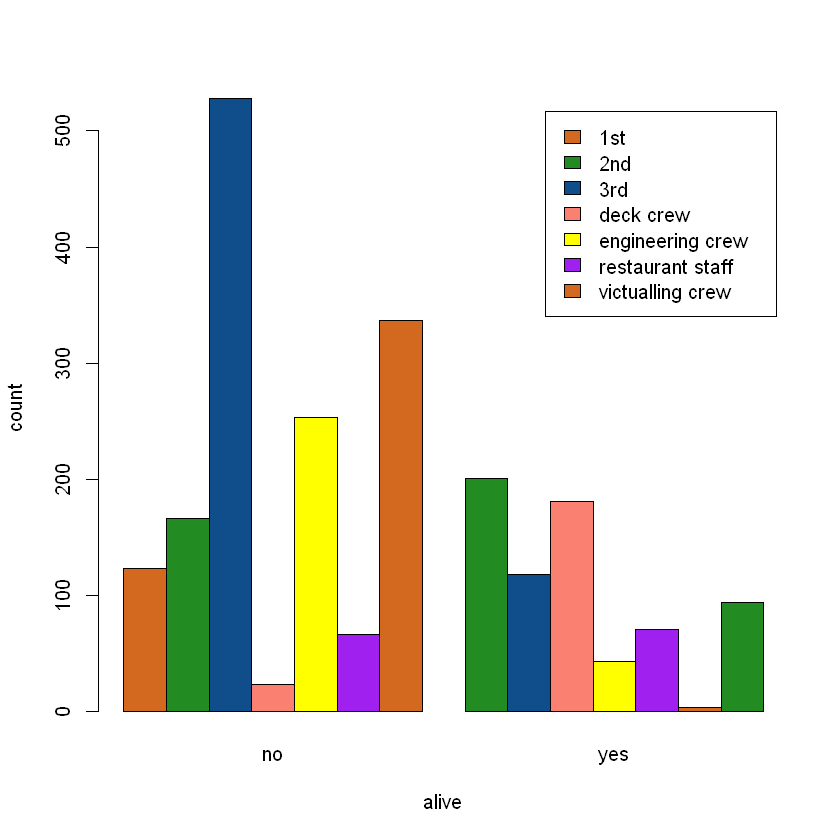 500
400
300
200
100
0
count
1st
2nd
3rd
deck crew
engineering crew
restaurant staff
victualling crew
no
yes
alive